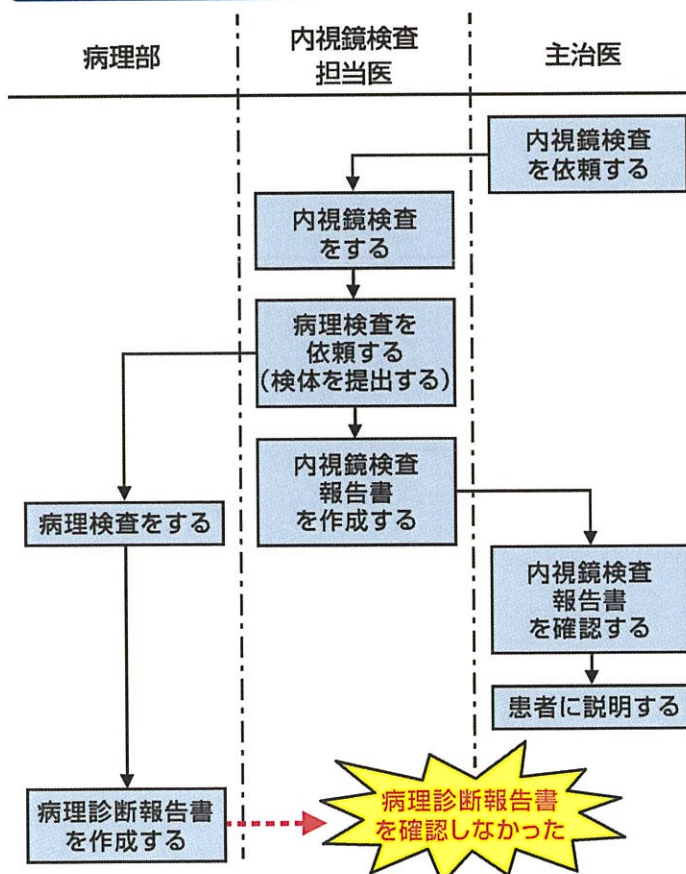 病理部
内視鏡検査
担当医
主治医
内視鏡検査
を依頼する
内視鏡検査
をする
病理検査を
依頼する
(検体を提出する)
内視鏡検査
報告書
を作成する
病理検査をする
内視鏡検査
報告書
を確認する
患者に説明する
病理診断報告書
を作成する
病理診断報告書
を確認しなかった